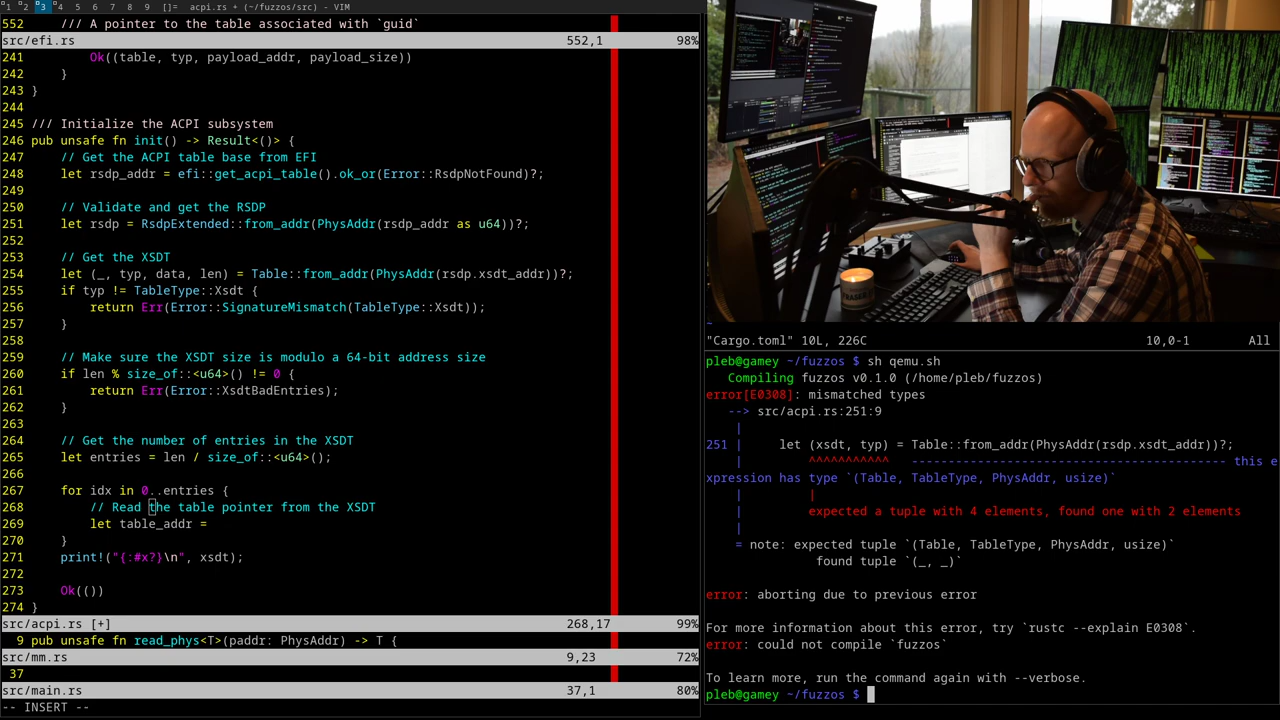 1 2 3 4 5 6 7 8 9 []= acpi.rs + (~/fuzzos/src) - VIM
552 /// A pointer to the table associated with `guid`
src/efi.rs 552,1 98%
241 Ok((table, typ, payload_addr, payload_size))
242 }
243 }
244
245 /// Initialize the ACPI subsystem
246 pub unsafe fn init() -> Result<()> {
247 // Get the ACPI table base from EFI
248 let rsdp_addr = efi::get_acpi_table().ok_or(Error::RsdpNotFound)?;
249
250 // Validate and get the RSDP
251 let rsdp = RsdpExtended::from_addr(PhysAddr(rsdp_addr as u64))?;
252
253 // Get the XSDT
254 let (_, typ, data, len) = Table::from_addr(PhysAddr(rsdp.xsdt_addr))?;
255 if typ != TableType::Xsdt {
256 return Err(Error::SignatureMismatch(TableType::Xsdt));
257 }
258
259 // Make sure the XSDT size is modulo a 64-bit address size
260 if len % size_of::<u64>() != 0 {
261 return Err(Error::XsdtBadEntries);
262 }
263
264 // Get the number of entries in the XSDT
265 let entries = len / size_of::<u64>();
266
267 for idx in 0..entries {
268 // Read the table pointer from the XSDT
269 let table_addr =
270 }
271 print!("{:#x?}\n", xsdt);
272
273 Ok(())
274 }
src/acpi.rs [+] 268,17 99%
9 pub unsafe fn read_phys<T>(paddr: PhysAddr) -> T {
src/mm.rs 9,23 72%
37
src/main.rs 37,1 80%
-- INSERT --
~
"Cargo.toml" 10L, 226C 10,0-1 All
pleb@gamey ~/fuzzos $ sh qemu.sh
Compiling fuzzos v0.1.0 (/home/pleb/fuzzos)
error[E0308]: mismatched types
--> src/acpi.rs:251:9
|
251 | let (xsdt, typ) = Table::from_addr(PhysAddr(rsdp.xsdt_addr))?;
| ^^^^^^^^^^^ ------------------------------------------- this e
xpression has type `(Table, TableType, PhysAddr, usize)`
| |
| expected a tuple with 4 elements, found one with 2 elements
|
= note: expected tuple `(Table, TableType, PhysAddr, usize)`
found tuple `(_, _)`
error: aborting due to previous error
For more information about this error, try `rustc --explain E0308`.
error: could not compile `fuzzos`
To learn more, run the command again with --verbose.
pleb@gamey ~/fuzzos $